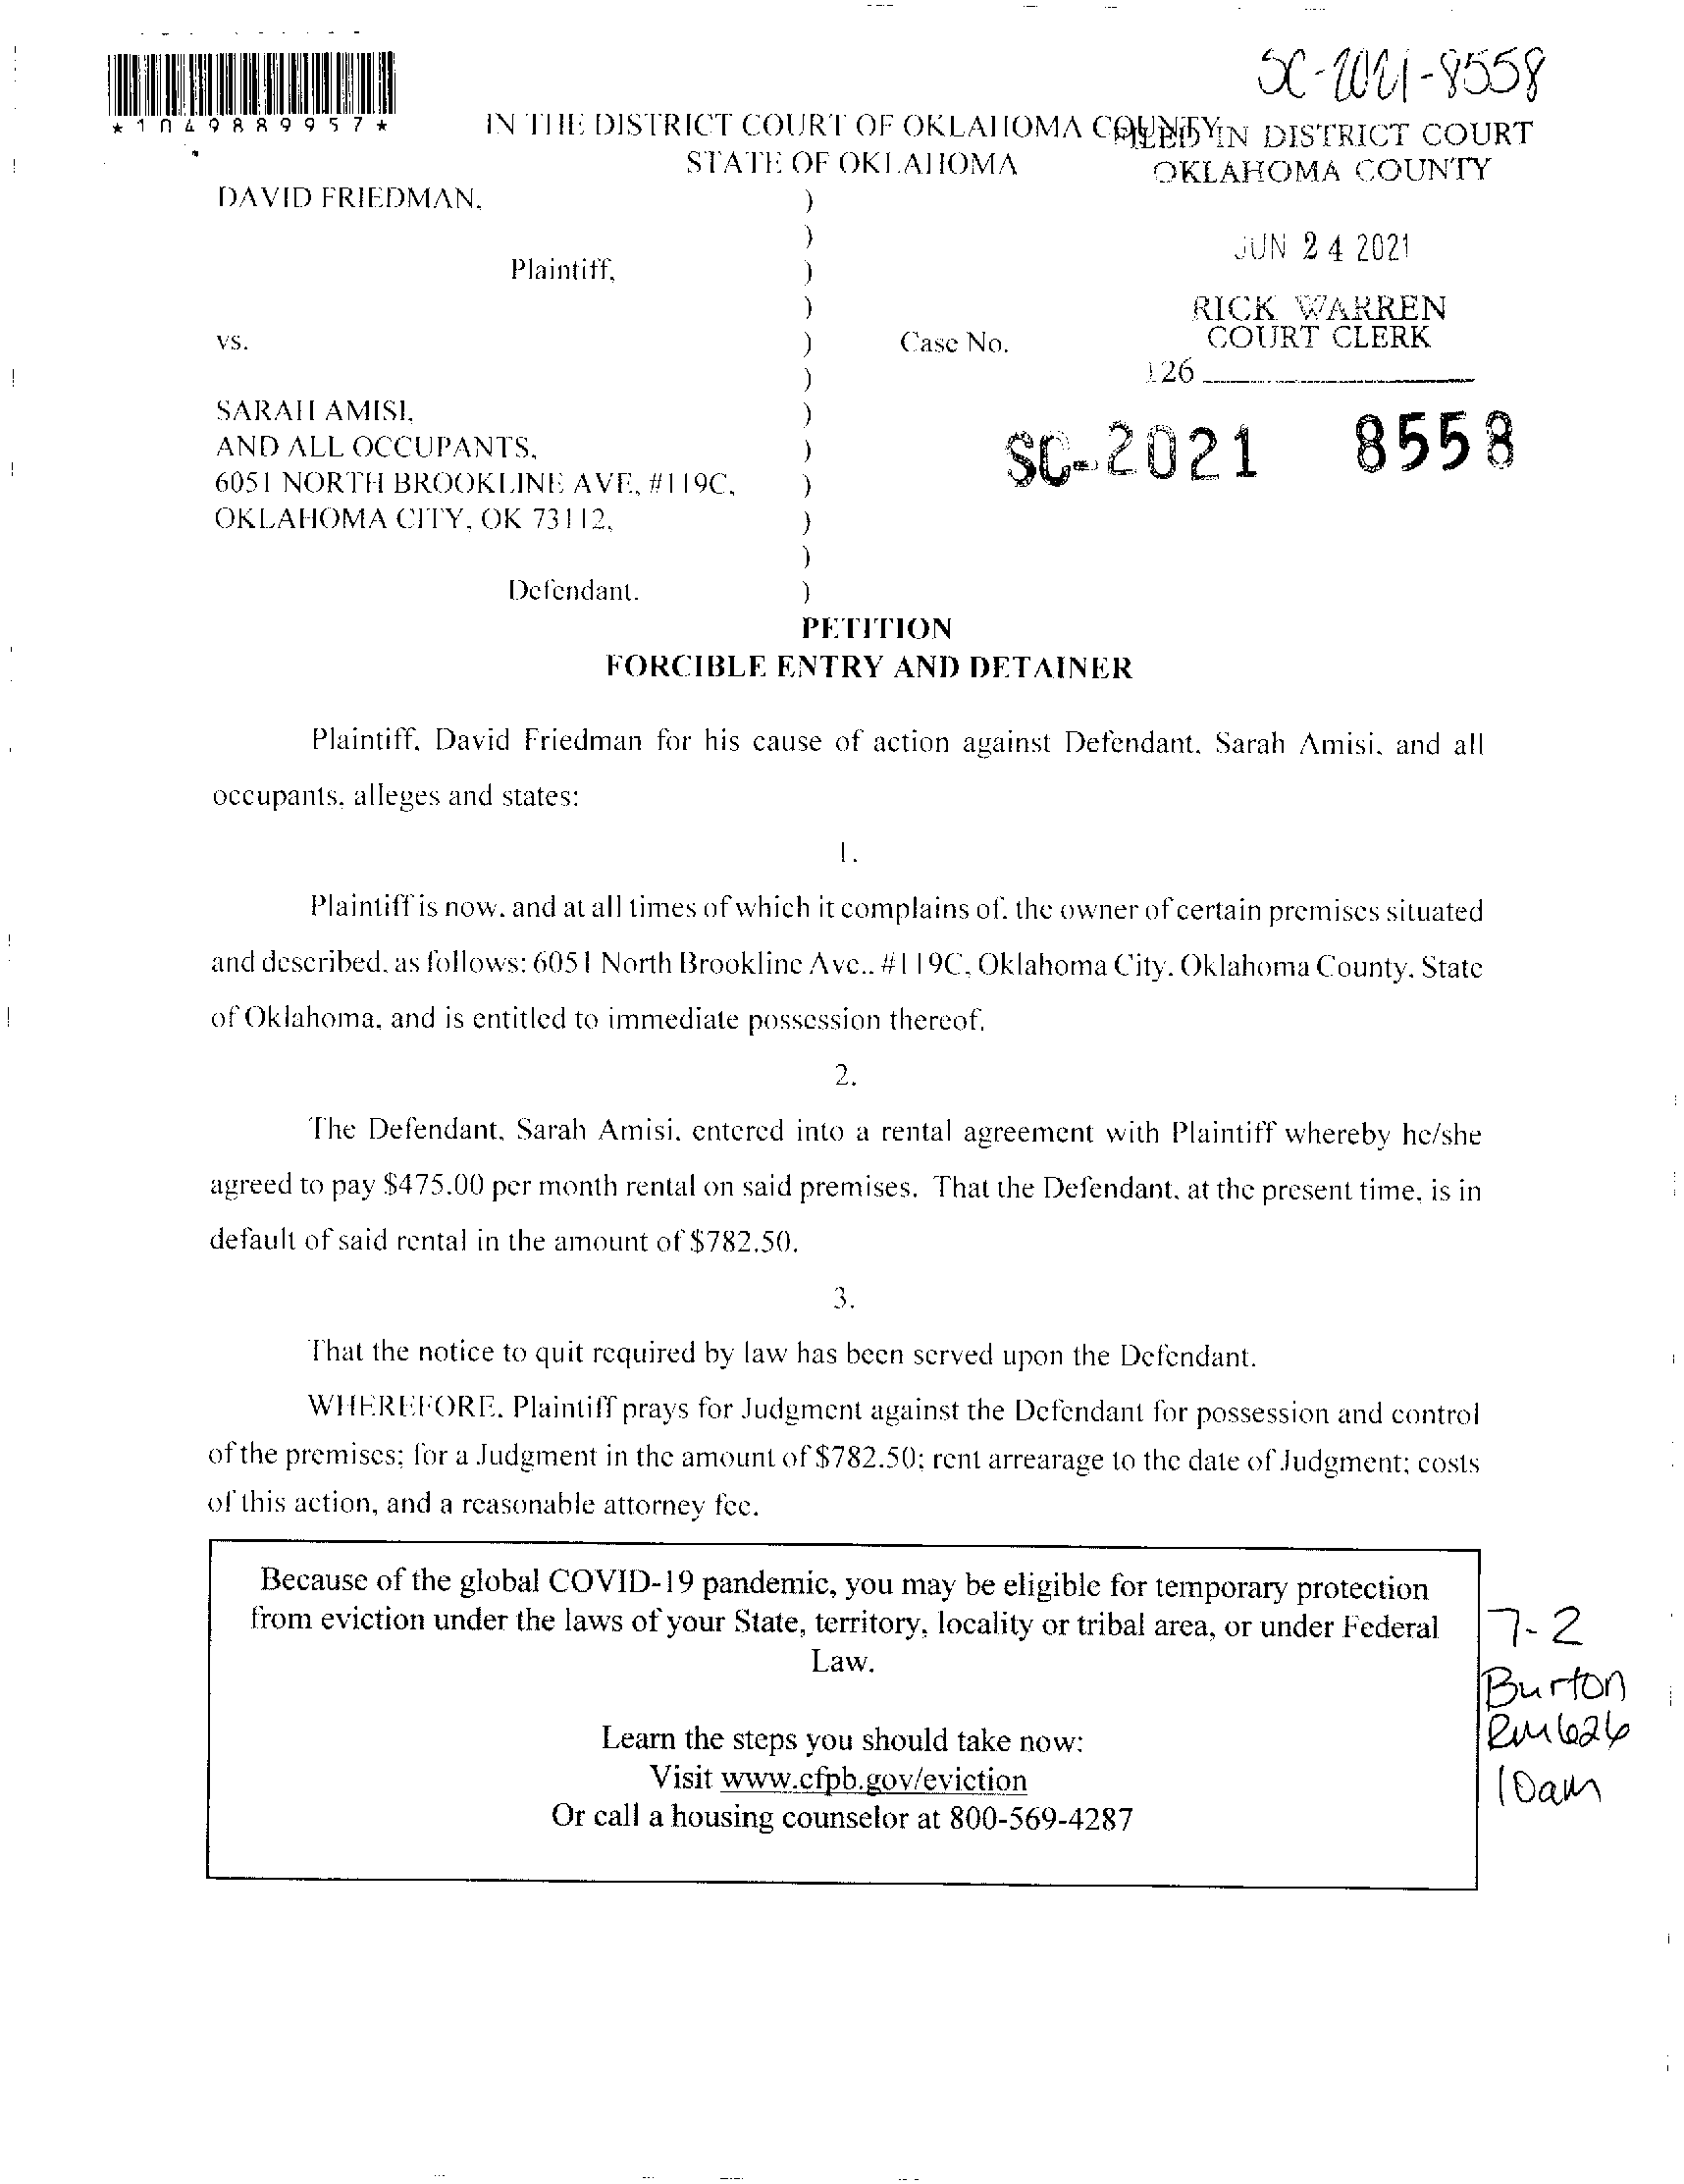 SC-2021-8558
*1049889957*
IN THE DISTRICT COURT OF OKLAHOMA COUNTY
STATE OF OKLAHOMA
FILED IN DISTRICT COURT
OKLAHOMA COUNTY
JUN 24 2021
RICK WARREN
COURT CLERK
126
DAVID FRIEDMAN, )
)
Plaintiff, )
)
vs. ) Case No.
)
SARAH AMISI, )
AND ALL OCCUPANTS, )
6051 NORTH BROOKLINE AVE, #119C, )
OKLAHOMA CITY, OK 73112, )
)
Defendant. )
SC-2021 8558
PETITION
FORCIBLE ENTRY AND DETAINER
Plaintiff, David Friedman for his cause of action against Defendant, Sarah Amisi, and all
occupants, alleges and states:
1.
Plaintiff is now, and at all times of which it complains of, the owner of certain premises situated
and described, as follows: 6051 North Brookline Ave., #119C, Oklahoma City, Oklahoma County, State
of Oklahoma, and is entitled to immediate possession thereof.
2.
The Defendant, Sarah Amisi, entered into a rental agreement with Plaintiff whereby he/she
agreed to pay $475.00 per month rental on said premises. That the Defendant, at the present time, is in
default of said rental in the amount of $782.50.
3.
That the notice to quit required by law has been served upon the Defendant.
WHEREFORE, Plaintiff prays for Judgment against the Defendant for possession and control
of the premises; for a Judgment in the amount of $782.50; rent arrearage to the date of Judgment; costs
of this action, and a reasonable attorney fee.
Because of the global COVID-19 pandemic, you may be eligible for temporary protection
from eviction under the laws of your State, territory, locality or tribal area, or under Federal
Law.
Learn the steps you should take now:
Visit www.cfpb.gov/eviction
Or call a housing counselor at 800-569-4287
7-2
Burton
Rm 626
10am